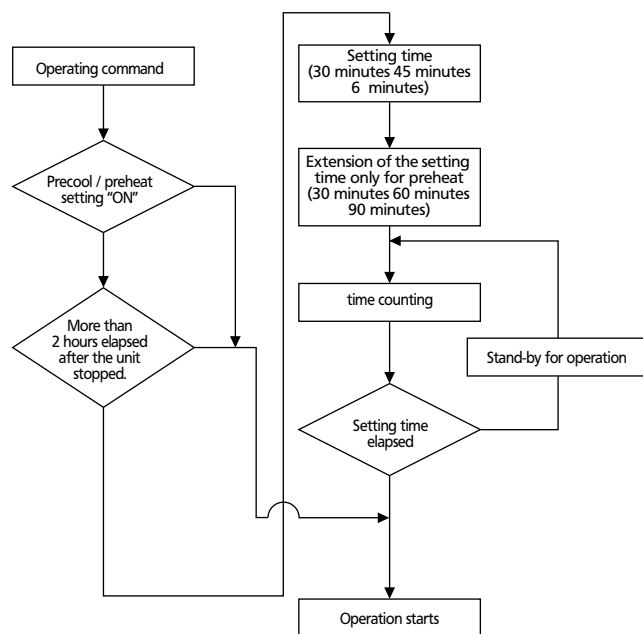 Operating command
Precool / preheat
setting "ON"
More than
2 hours elapsed
after the unit
stopped.
Setting time
(30 minutes 45 minutes
6 minutes)
Extension of the setting
time only for preheat
(30 minutes 60 minutes
90 minutes)
time counting
Stand-by for operation
Setting time
elapsed
Operation starts